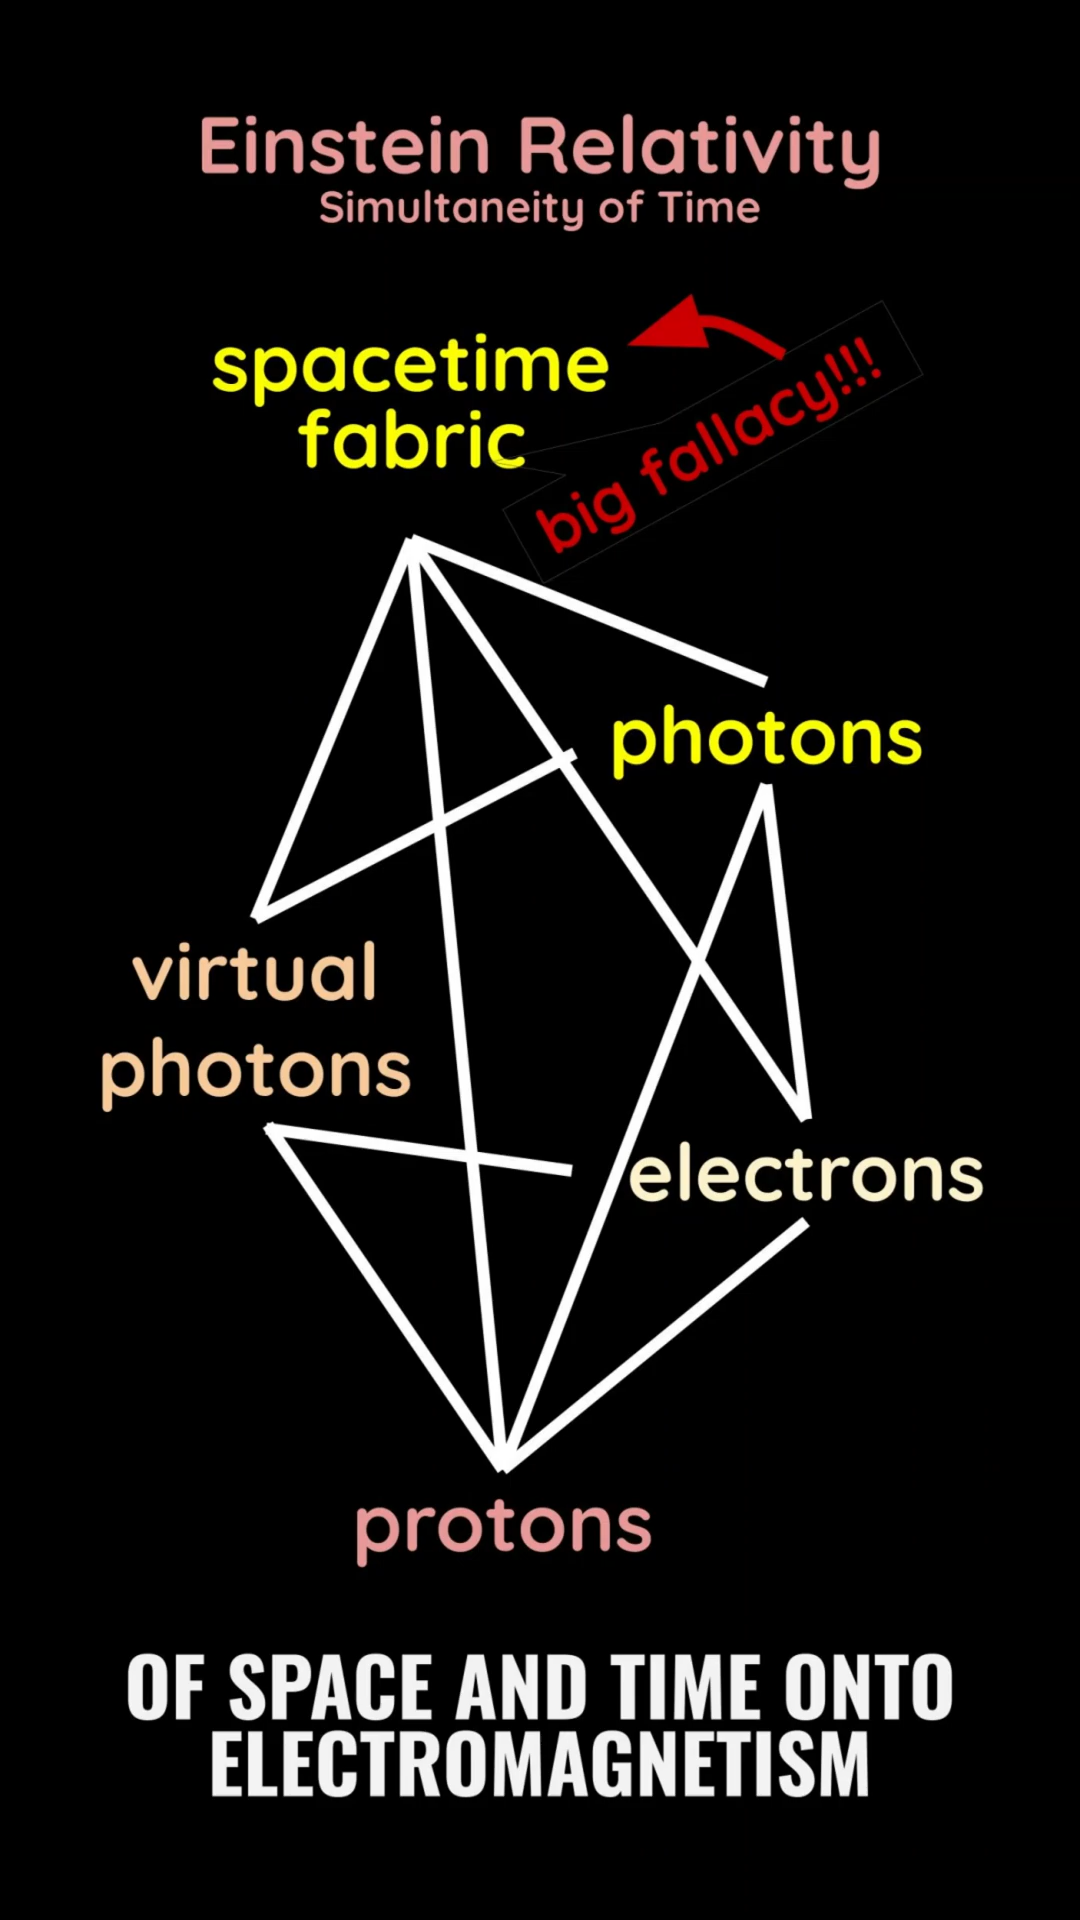 Einstein Relativity
Simultaneity of Time
spacetime
fabric
big fallacy!!!
photons
virtual
photons
electrons
protons
OF SPACE AND TIME ONTO
ELECTROMAGNETISM